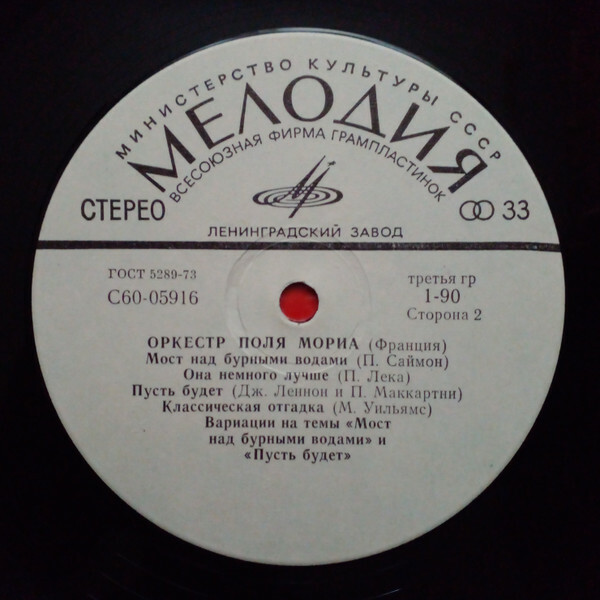 МИНИСТЕРСТВО КУЛЬТУРЫ СССР
МЕЛОДИЯ
ВСЕСОЮЗНАЯ ФИРМА ГРАМПЛАСТИНОК
СТЕРЕО
33
ЛЕНИНГРАДСКИЙ ЗАВОД
ГОСТ 5289-73
С60-05916
третья гр
1-90
Сторона 2
ОРКЕСТР ПОЛЯ МОРИА (Франция)
Мост над бурными водами (П. Саймон)
Она немного лучше (П. Лека)
Пусть будет (Дж. Леннон и П. Маккартни)
Классическая отгадка (М. Уильямс)
Вариации на темы «Мост
над бурными водами» и
«Пусть будет»